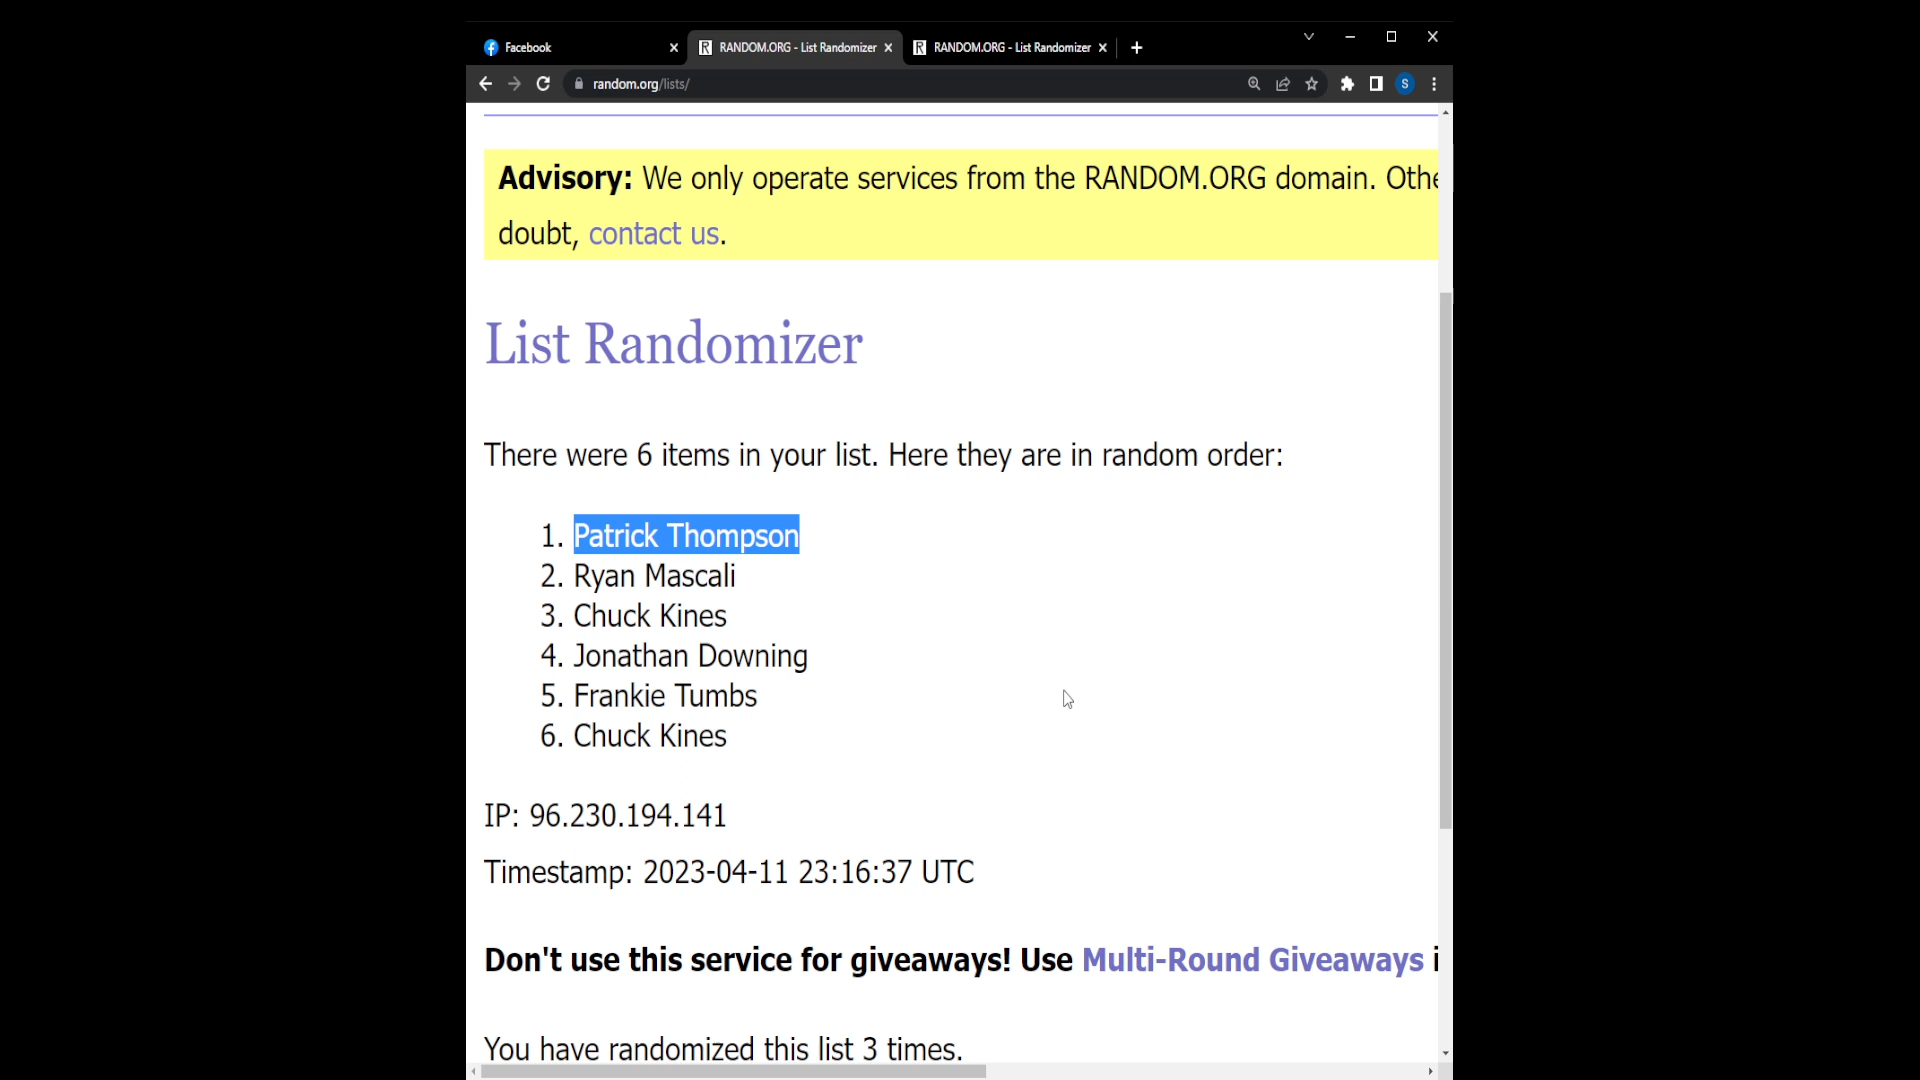 Facebook
RANDOM.ORG - List Randomizer
RANDOM.ORG - List Randomizer
random.org/lists/
S
Advisory: We only operate services from the RANDOM.ORG domain. Othe
doubt, contact us.
List Randomizer
There were 6 items in your list. Here they are in random order:
1. Patrick Thompson
2. Ryan Mascali
3. Chuck Kines
4. Jonathan Downing
5. Frankie Tumbs
6. Chuck Kines
IP: 96.230.194.141
Timestamp: 2023-04-11 23:16:37 UTC
Don't use this service for giveaways! Use Multi-Round Giveaways i
You have randomized this list 3 times.